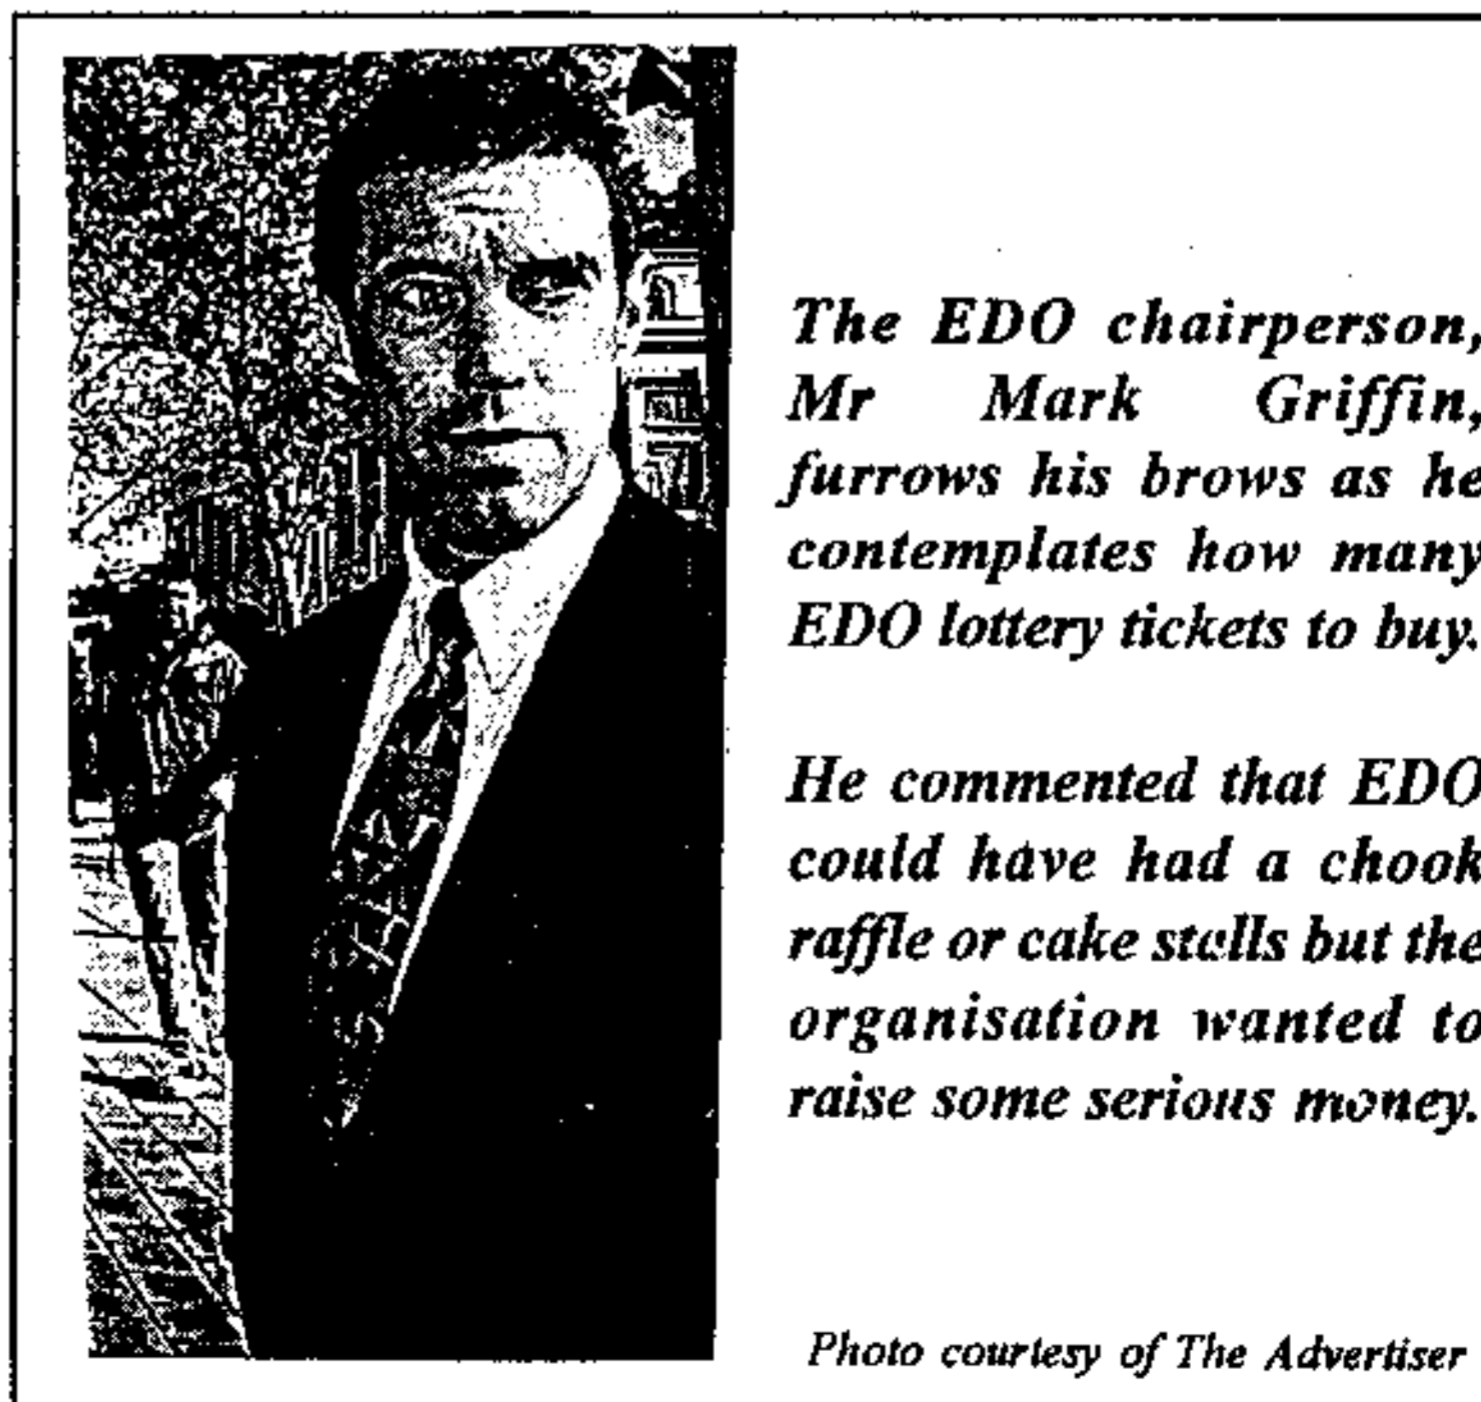 The EDO chairperson,
Mr Mark Griffin,
furrows his brows as he
contemplates how many
EDO lottery tickets to buy.
He commented that EDO
could have had a chook
raffle or cake stalls but the
organisation wanted to
raise some serious money.
Photo courtesy of The Advertiser